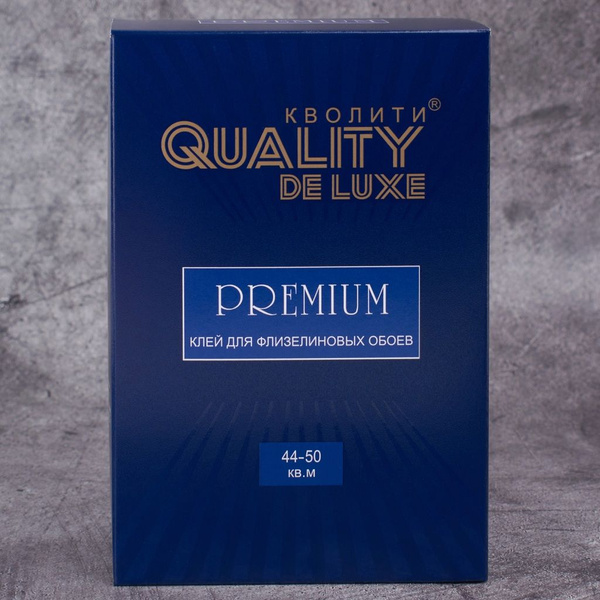 КВОЛИТИ®
QUALITY
DE LUXE
PREMIUM
КЛЕЙ ДЛЯ ФЛИЗЕЛИНОВЫХ ОБОЕВ
44-50
КВ.М